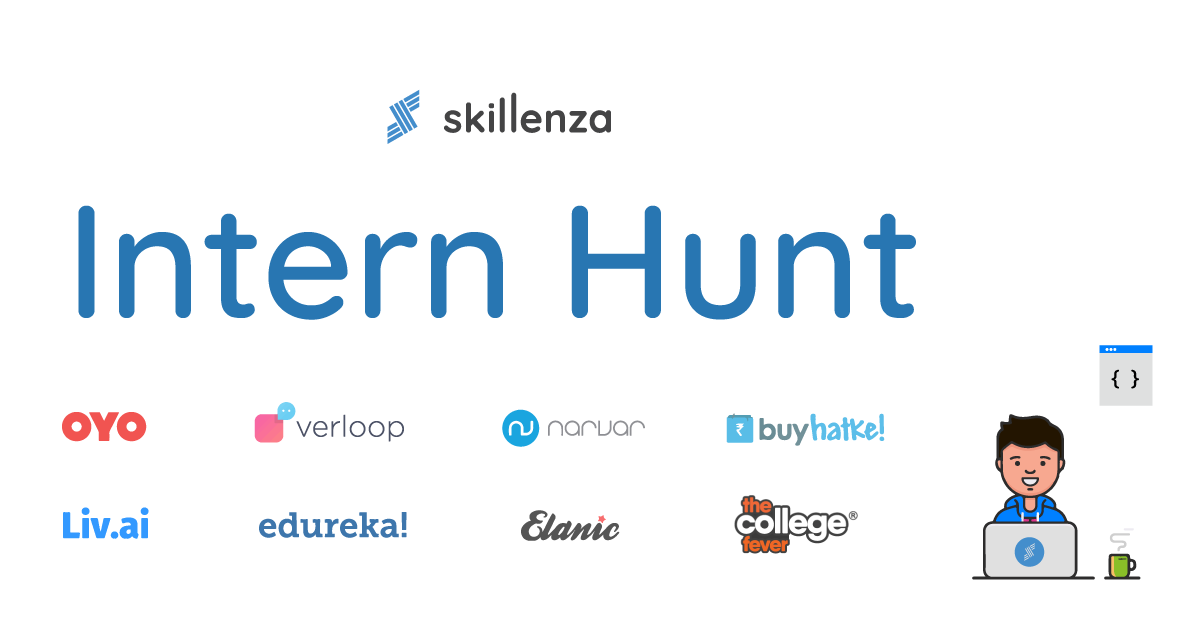 skillenza
Intern Hunt
{ }
OYO
verloop
narvar
₹
buyhatke!
Liv.ai
edureka!
Elanic
the
college®
fever